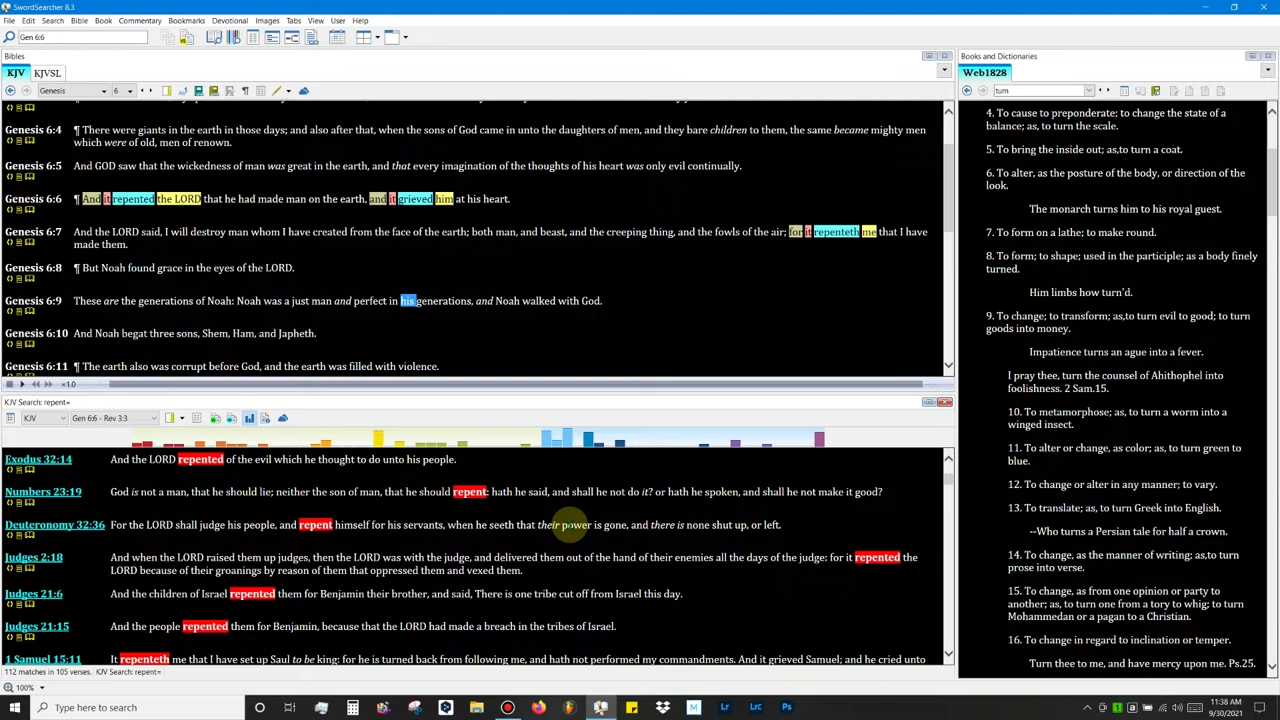 SwordSearcher 8.3
File Edit Search Bible Book Commentary Bookmarks Devotional Images Tabs View User Help
Gen 6:6
Bibles
KJV KJVSL
Genesis 6
Genesis 6:4 ¶ There were giants in the earth in those days; and also after that, when the sons of God came in unto the daughters of men, and they bare children to them, the same became mighty men
which were of old, men of renown.
Genesis 6:5 And GOD saw that the wickedness of man was great in the earth, and that every imagination of the thoughts of his heart was only evil continually.
Genesis 6:6 ¶ And it repented the LORD that he had made man on the earth, and it grieved him at his heart.
Genesis 6:7 And the LORD said, I will destroy man whom I have created from the face of the earth; both man, and beast, and the creeping thing, and the fowls of the air; for it repenteth me that I have
made them.
Genesis 6:8 ¶ But Noah found grace in the eyes of the LORD.
Genesis 6:9 These are the generations of Noah: Noah was a just man and perfect in his generations, and Noah walked with God.
Genesis 6:10 And Noah begat three sons, Shem, Ham, and Japheth.
Genesis 6:11 ¶ The earth also was corrupt before God, and the earth was filled with violence.
×1.0
KJV Search: repent=
KJV Gen 6:6 - Rev 3:3
Exodus 32:14 And the LORD repented of the evil which he thought to do unto his people.
Numbers 23:19 God is not a man, that he should lie; neither the son of man, that he should repent: hath he said, and shall he not do it? or hath he spoken, and shall he not make it good?
Deuteronomy 32:36 For the LORD shall judge his people, and repent himself for his servants, when he seeth that their power is gone, and there is none shut up, or left.
Judges 2:18 And when the LORD raised them up judges, then the LORD was with the judge, and delivered them out of the hand of their enemies all the days of the judge: for it repented the
LORD because of their groanings by reason of them that oppressed them and vexed them.
Judges 21:6 And the children of Israel repented them for Benjamin their brother, and said, There is one tribe cut off from Israel this day.
Judges 21:15 And the people repented them for Benjamin, because that the LORD had made a breach in the tribes of Israel.
1 Samuel 15:11 It repenteth me that I have set up Saul to be king: for he is turned back from following me, and hath not performed my commandments. And it grieved Samuel; and he cried unto
112 matches in 105 verses. KJV Search: repent=
100%
Books and Dictionaries
Web1828
turn
4. To cause to preponderate; to change the state of a
balance; as, to turn the scale.
5. To bring the inside out; as,to turn a coat.
6. To alter, as the posture of the body, or direction of the
look.
The monarch turns him to his royal guest.
7. To form on a lathe; to make round.
8. To form; to shape; used in the participle; as a body finely
turned.
Him limbs how turn'd.
9. To change; to transform; as,to turn evil to good; to turn
goods into money.
Impatience turns an ague into a fever.
I pray thee, turn the counsel of Ahithophel into
foolishness. 2 Sam.15.
10. To metamorphose; as, to turn a worm into a
winged insect.
11. To alter or change, as color; as, to turn green to
blue.
12. To change or alter in any manner; to vary.
13. To translate; as, to turn Greek into English.
--Who turns a Persian tale for half a crown.
14. To change, as the manner of writing; as,to turn
prose into verse.
15. To change, as from one opinion or party to
another; as, to turn one from a tory to whig; to turn
Mohammedan or a pagan to a Christian.
16. To change in regard to inclination or temper.
Turn thee to me, and have mercy upon me. Ps.25.
Type here to search
M Lr Lrc Ps
11:38 AM
9/30/2021